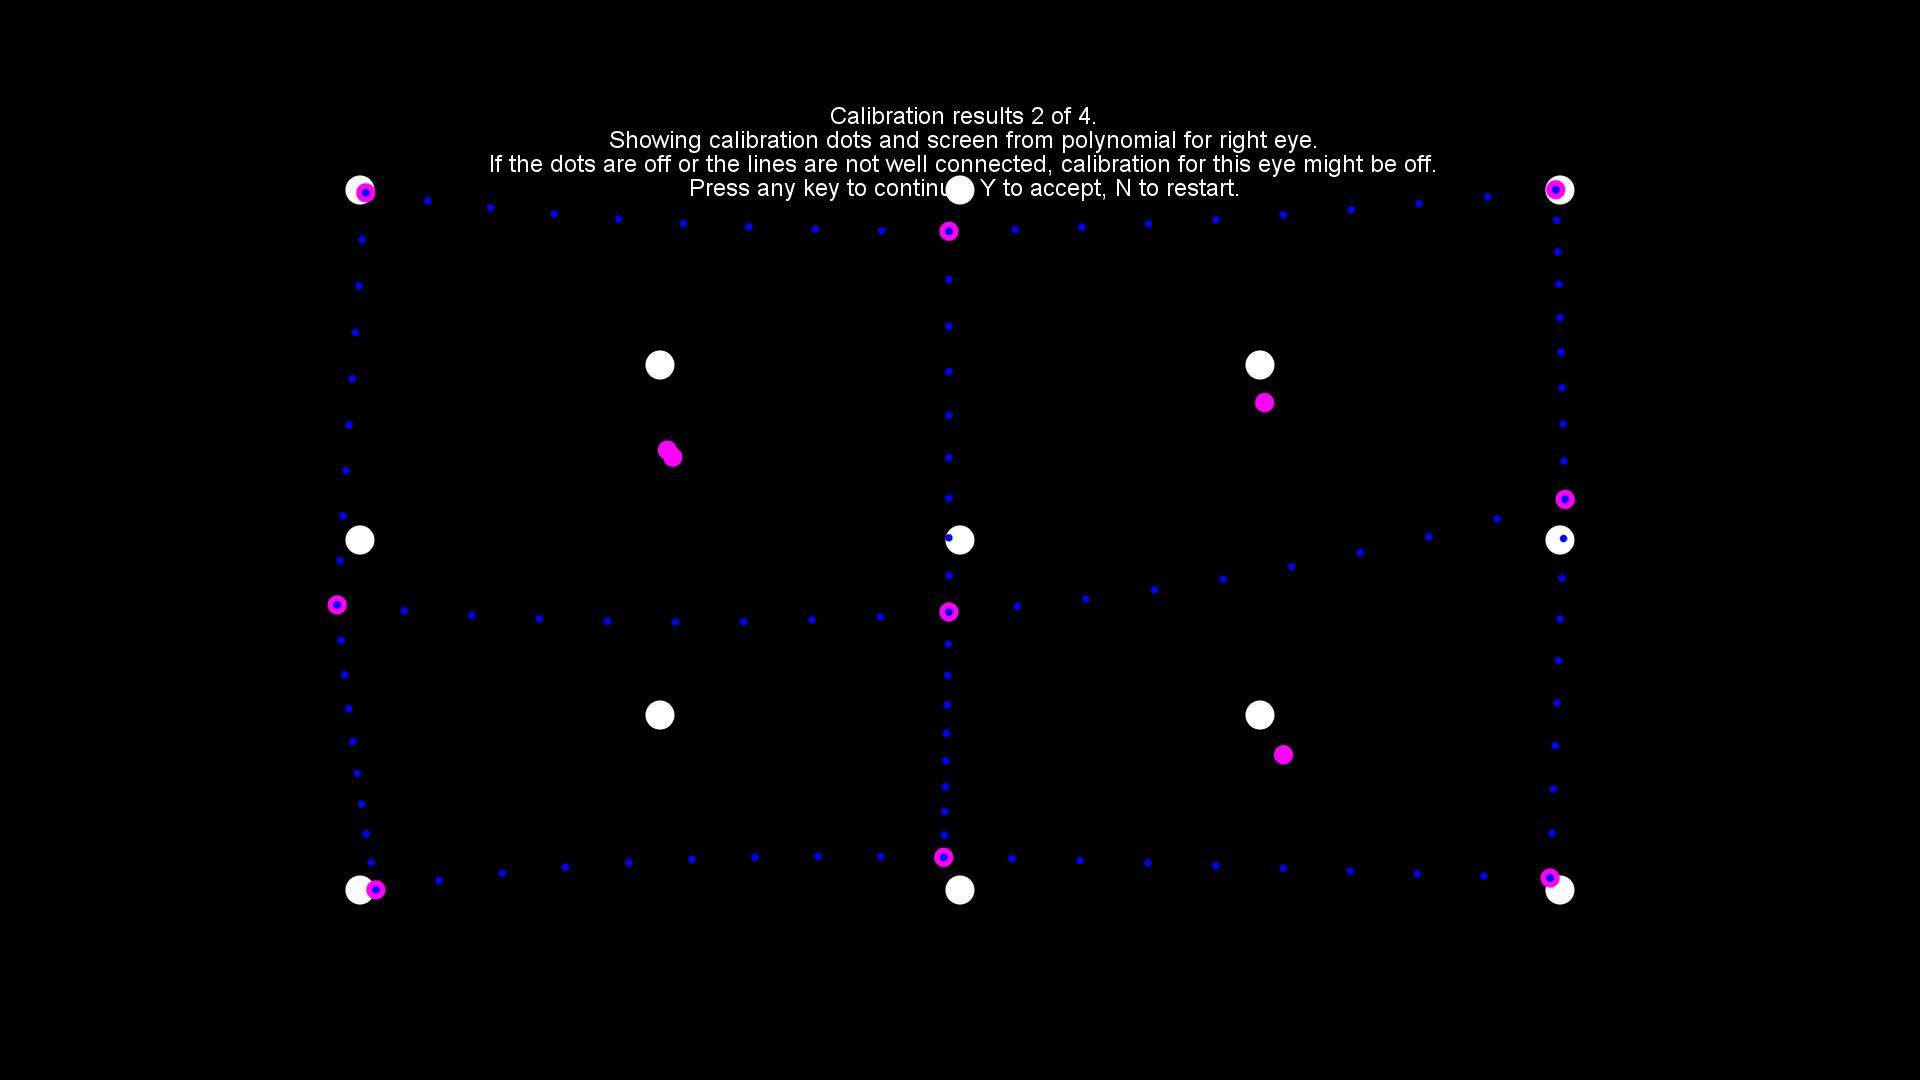 Calibration results 2 of 4.
Showing calibration dots and screen from polynomial for right eye.
If the dots are off or the lines are not well connected, calibration for this eye might be off.
Press any key to continu Y to accept, N to restart.